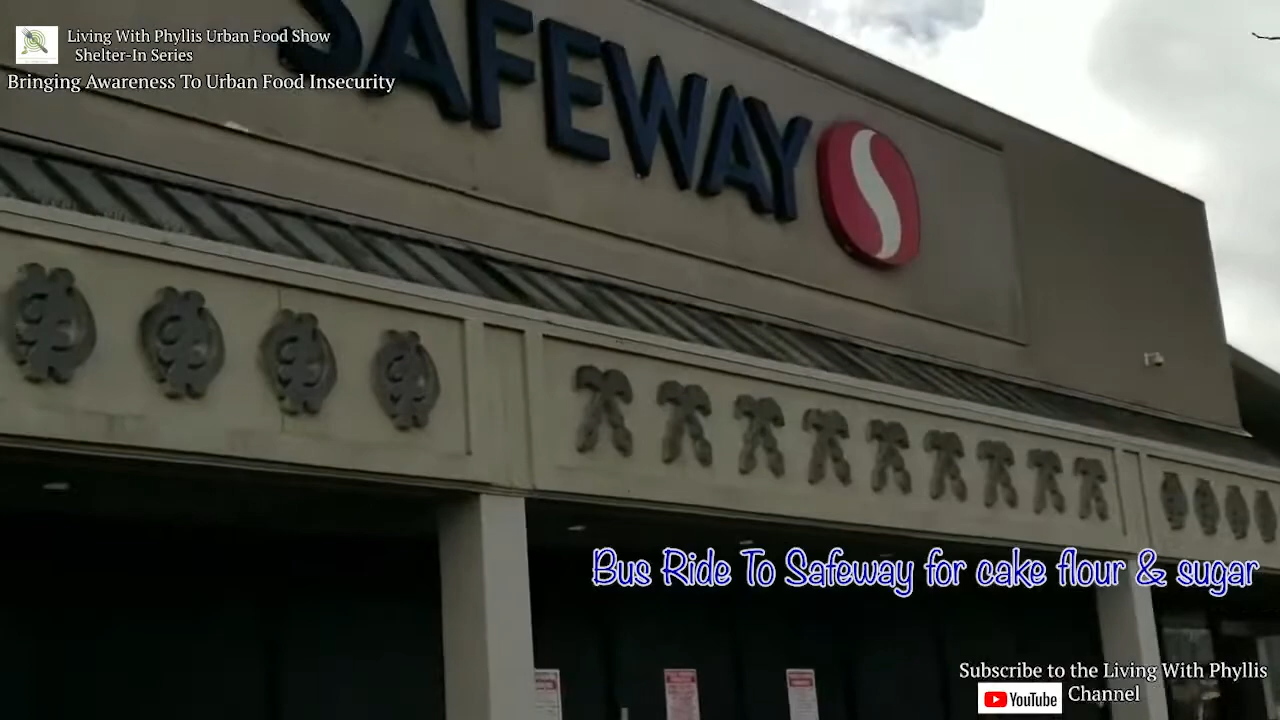 Living With Phyllis Urban Food Show
Shelter-In Series
Bringing Awareness To Urban Food Insecurity
SAFEWAY
Bus Ride To Safeway for cake flour & sugar
Subscribe to the Living With Phyllis
YouTube Channel